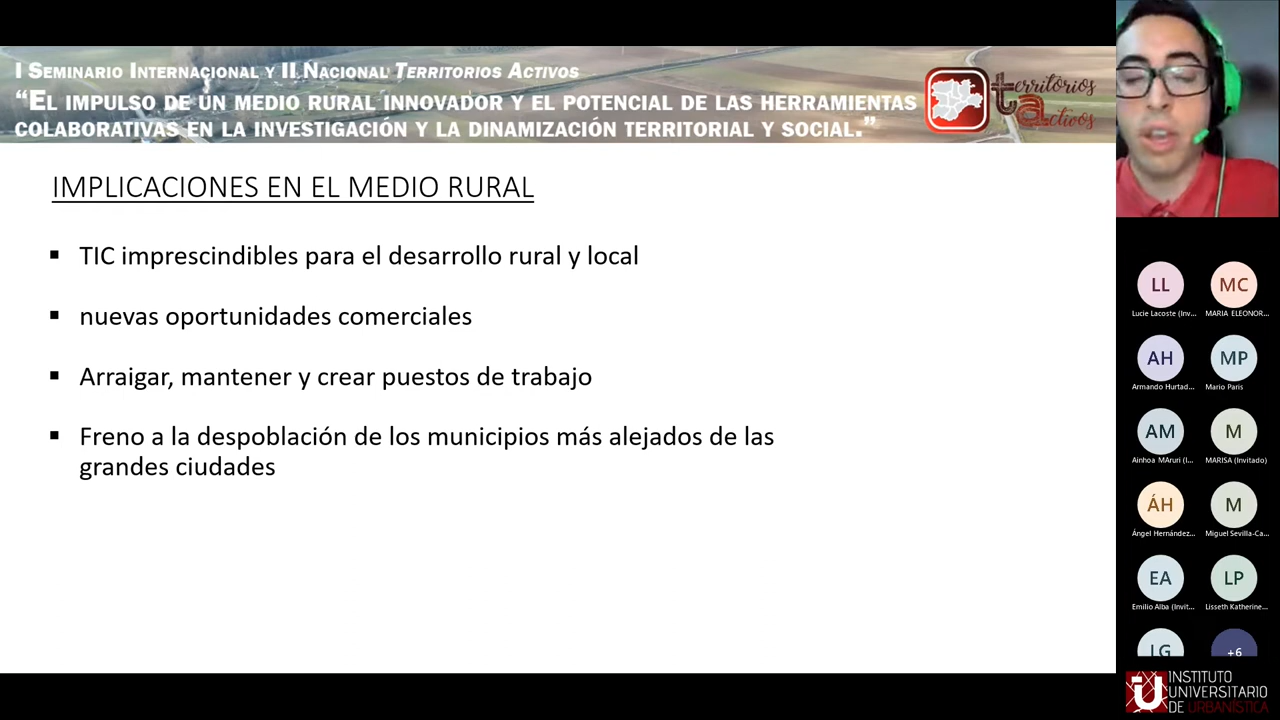 I SEMINARIO INTERNACIONAL Y II NACIONAL TERRITORIOS ACTIVOS
“EL IMPULSO DE UN MEDIO RURAL INNOVADOR Y EL POTENCIAL DE LAS HERRAMIENTAS
COLABORATIVAS EN LA INVESTIGACIÓN Y LA DINAMIZACIÓN TERRITORIAL Y SOCIAL.”
territorios
activos
IMPLICACIONES EN EL MEDIO RURAL
▪ TIC imprescindibles para el desarrollo rural y local
▪ nuevas oportunidades comerciales
▪ Arraigar, mantener y crear puestos de trabajo
▪ Freno a la despoblación de los municipios más alejados de las
grandes ciudades
LL MC
Lucie Lacoste (Inv... MARIA ELEONOR...
AH MP
Armando Hurtad... Mario Paris
AM M
Ainhoa MAruri (I... MARISA (Invitado)
ÁH M
Ángel Hernández... Miguel Sevilla-Ca...
EA LP
Emilio Alba (Invit... Lisseth Katherine...
LG +6
INSTITUTO
UNIVERSITARIO
DE URBANÍSTICA